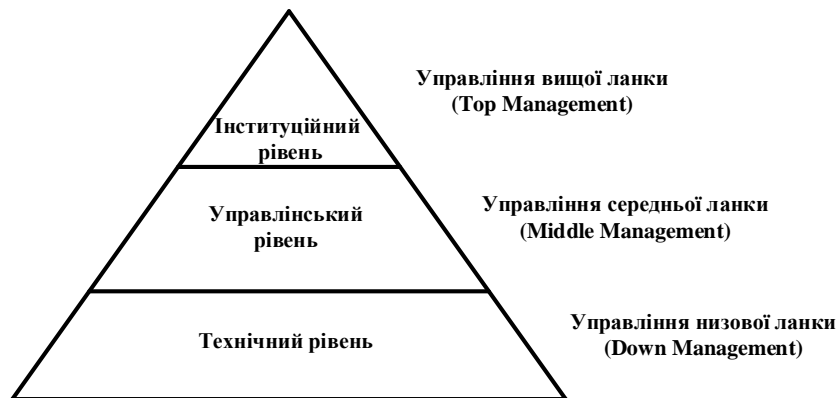 Управління вищої ланки
(Top Management)
Інституційний
рівень
Управлінський
рівень
Управління середньої ланки
(Middle Management)
Технічний рівень
Управління низової ланки
(Down Management)